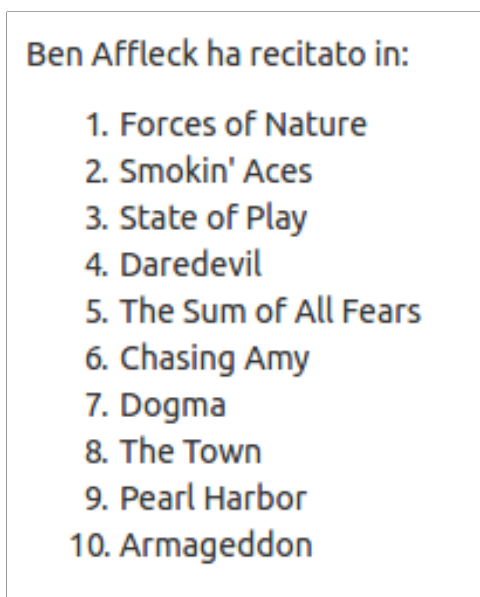 Ben Affleck ha recitato in:
1. Forces of Nature
2. Smokin' Aces
3. State of Play
4. Daredevil
5. The Sum of All Fears
6. Chasing Amy
7. Dogma
8. The Town
9. Pearl Harbor
10. Armageddon